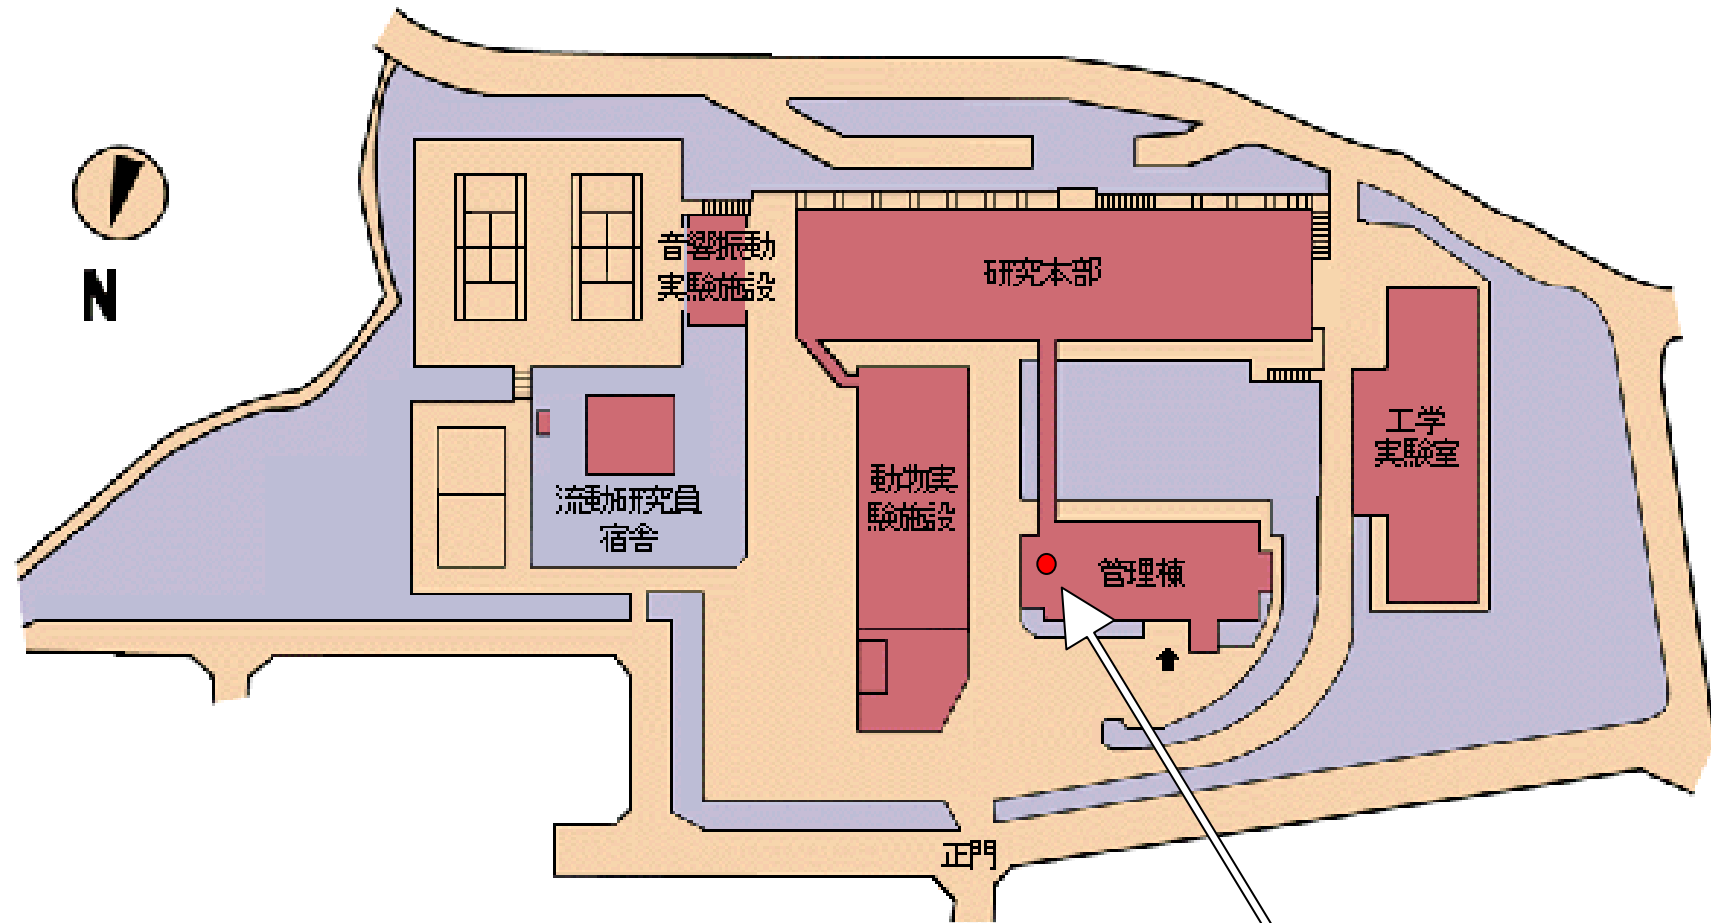 N
音響振動
実験施設
研究本部
工学
実験室
動物実
験施設
流動研究員
宿舎
管理棟
正門